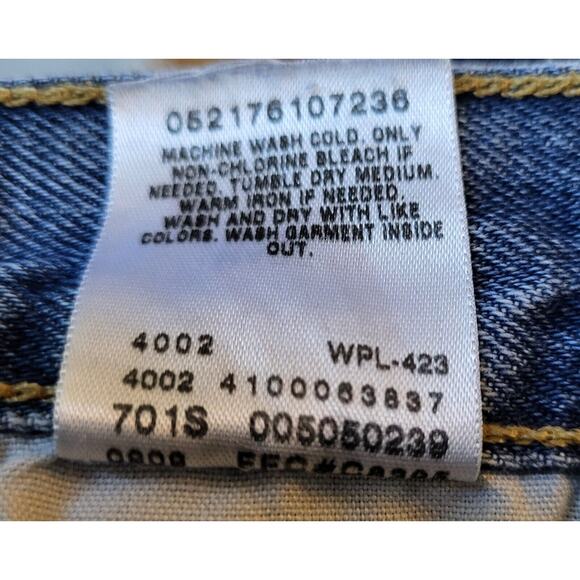 052176107236
MACHINE WASH COLD. ONLY
NON-CHLORINE BLEACH IF
NEEDED. TUMBLE DRY MEDIUM.
WARM IRON IF NEEDED.
WASH AND DRY WITH LIKE
COLORS. WASH GARMENT INSIDE
OUT.
4002 WPL-423
4002 4100063837
701S 005050239
0909